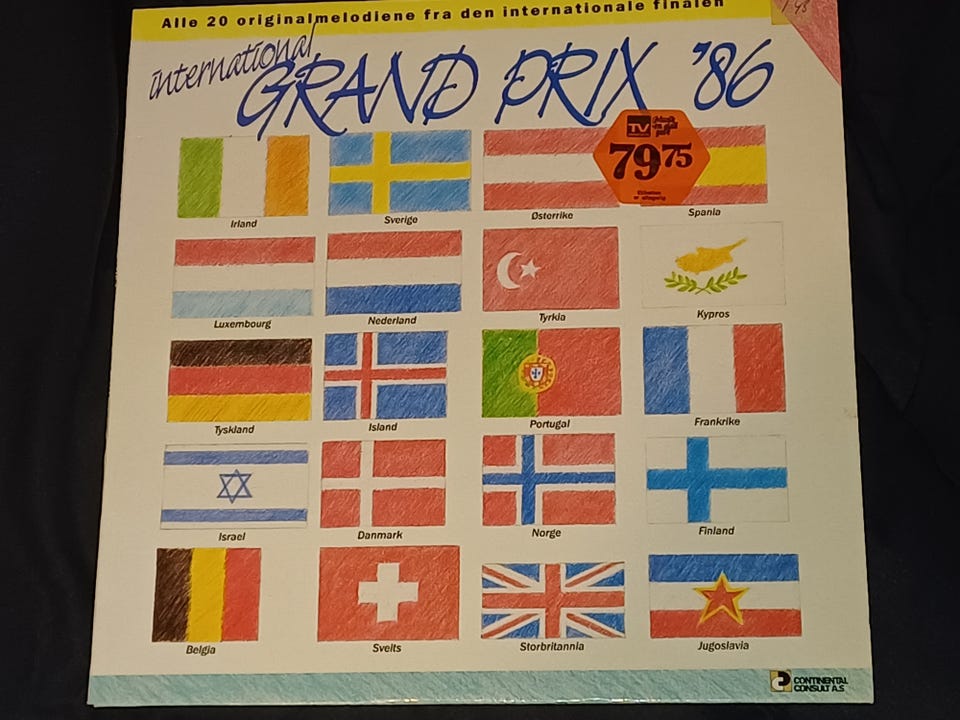 Alle 20 originalmelodiene fra den internationale finalen
international
GRAND PRIX '86
TV
79 75
Irland
Sverige
Østerrike
Spania
Luxembourg
Nederland
Tyrkia
Kypros
Tyskland
Island
Portugal
Frankrike
Israel
Danmark
Norge
Finland
Belgia
Sveits
Storbritannia
Jugoslavia
CONTINENTAL
CONSULT A.S